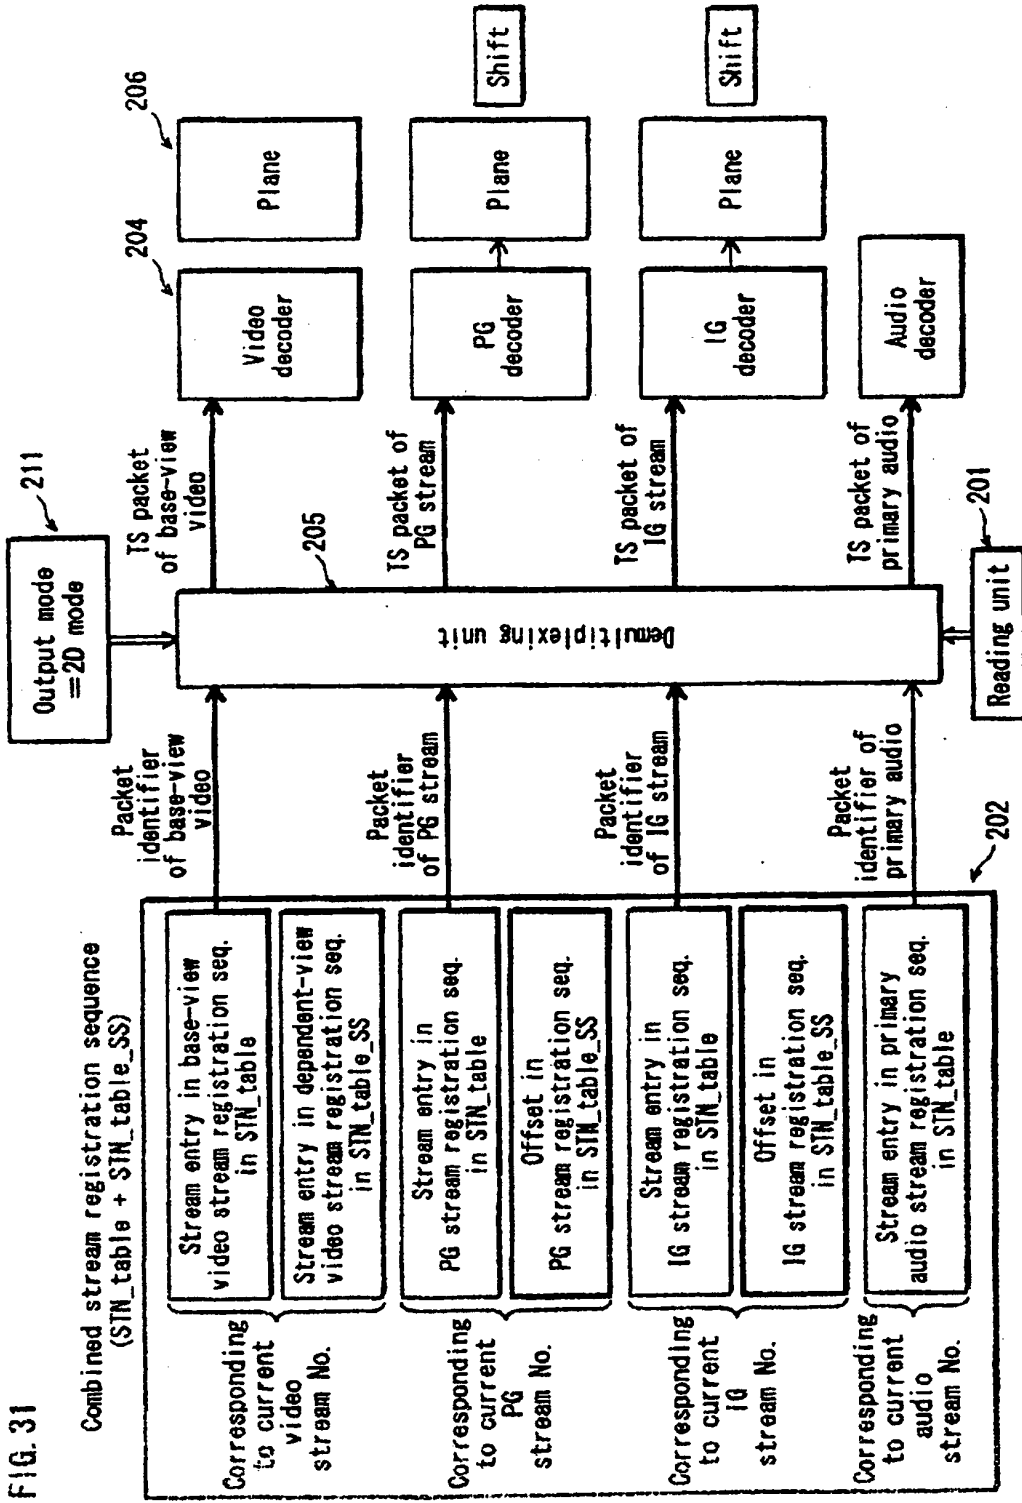 FIG. 31
Combined stream registration sequence
(STN_table + STN_table_SS)
Corresponding
to current
video
stream No.
Stream entry in base-view
video stream registration seq.
in STN_table
Stream entry in dependent-view
video stream registration seq.
in STN_table_SS
Corresponding
to current
PG
stream No.
Stream entry in
PG stream registration seq.
in STN_table
Offset in
PG stream registration seq.
in STN_table_SS
Corresponding
to current
IG
stream No.
Stream entry in
IG stream registration seq.
in STN_table
Offset in
IG stream registration seq.
in STN_table_SS
Corresponding
to current
audio
stream No.
Stream entry in primary
audio stream registration seq.
in STN_table
202
Packet
identifier
of base-view
video
Packet
identifier
of PG stream
Packet
identifier
of IG stream
Packet
identifier of
primary audio
Output mode
=2D mode
211
Demultiplexing unit
205
Reading unit
201
TS packet
of base-view
video
TS packet of
PG stream
TS packet of
IG stream
TS packet of
primary audio
204
Video
decoder
PG
decoder
IG
decoder
Audio
decoder
206
Plane
Plane
Plane
Shift
Shift